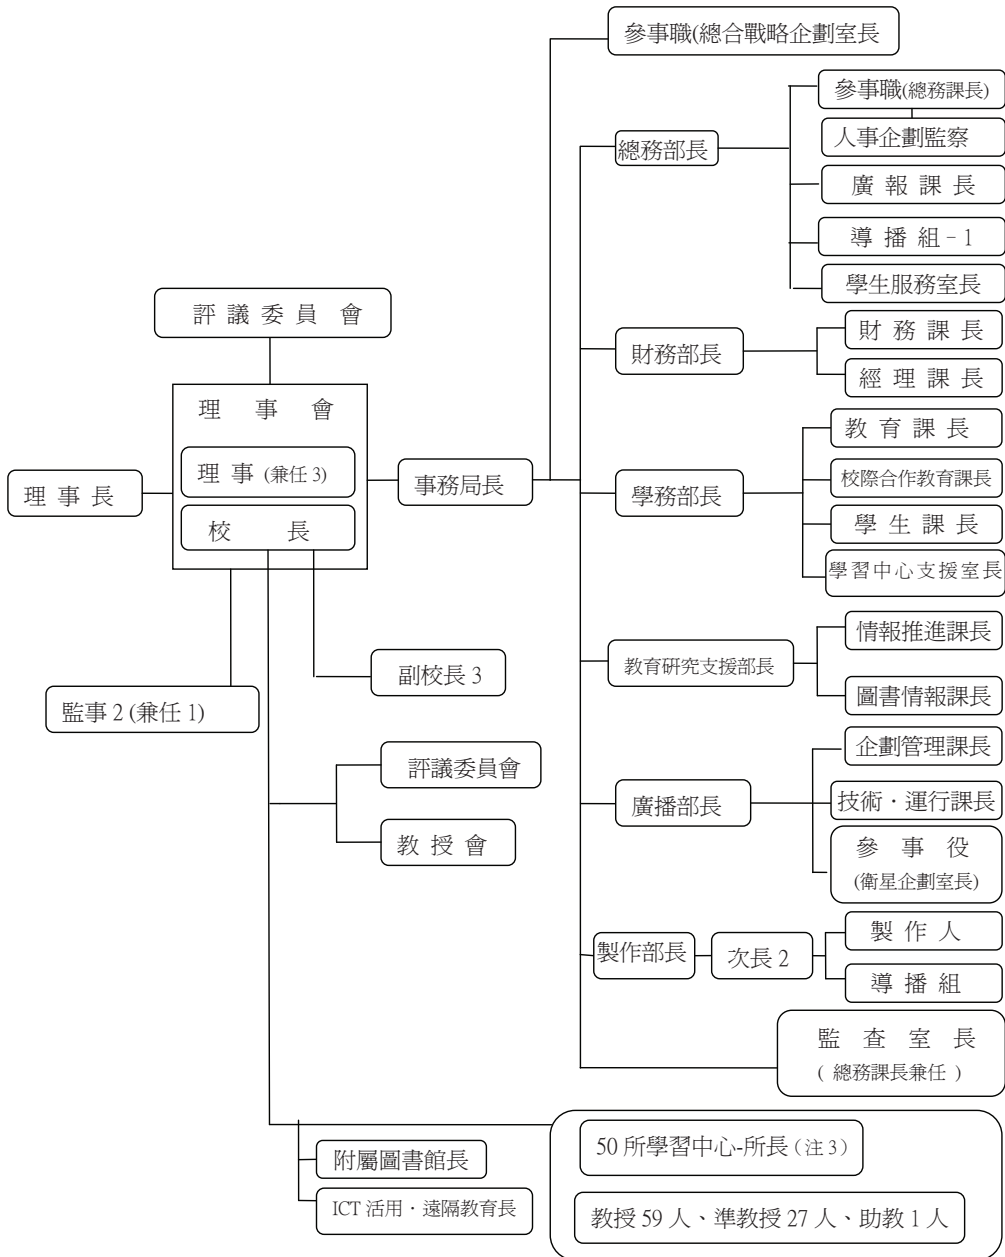 參事職(總合戰略企劃室長
參事職(總務課長)
總務部長
人事企劃監察
廣報課長
導播組－1
學生服務室長
評議委員會
財務部長
財務課長
經理課長
理事會
理事 (兼任 3)
校長
理事長
事務局長
學務部長
教育課長
校際合作教育課長
學生課長
學習中心支援室長
監事 2 (兼任 1)
副校長 3
教育研究支援部長
情報推進課長
圖書情報課長
評議委員會
教授會
廣播部長
企劃管理課長
技術．運行課長
參事役
(衛星企劃室長)
製作部長
次長 2
製作人
導播組
監查室長
( 總務課長兼任 )
附屬圖書館長
ICT 活用．遠隔教育長
50 所學習中心-所長 (注 3)
教授 59 人、準教授 27 人、助教 1 人